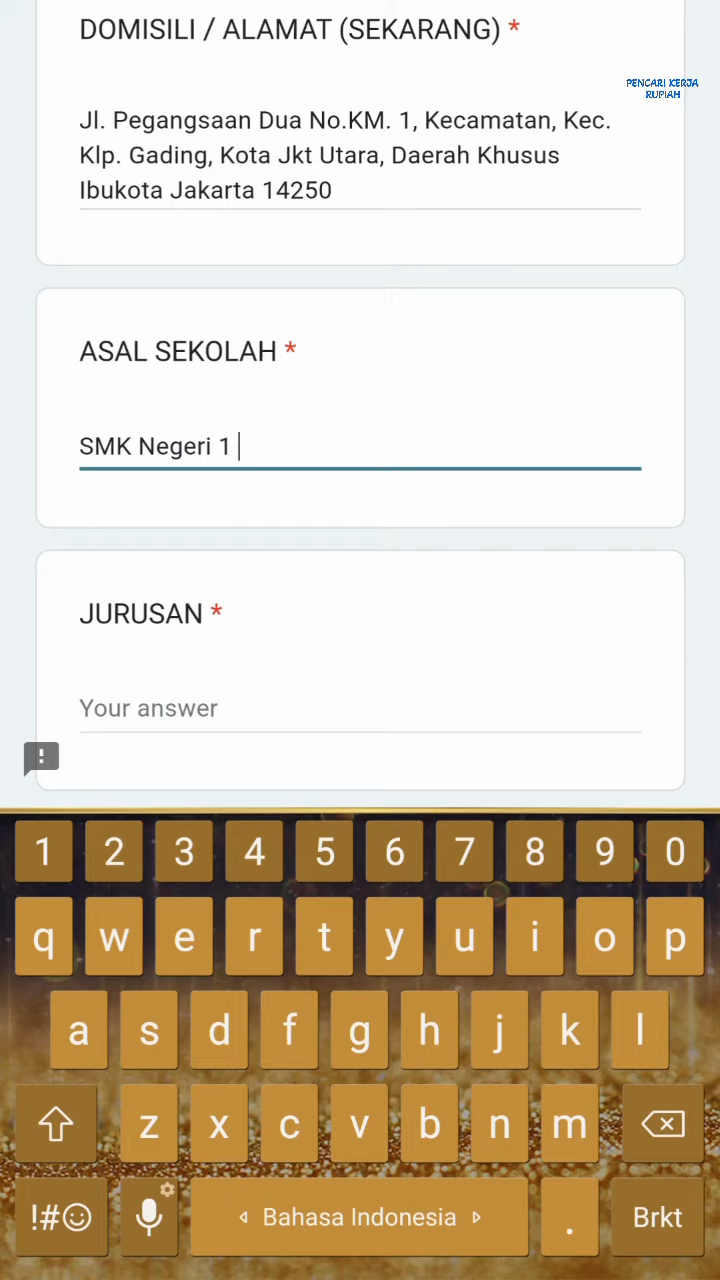 DOMISILI / ALAMAT (SEKARANG) *
PENCARI KERJA
RUPIAH
Jl. Pegangsaan Dua No.KM. 1, Kecamatan, Kec.
Klp. Gading, Kota Jkt Utara, Daerah Khusus
Ibukota Jakarta 14250
ASAL SEKOLAH *
SMK Negeri 1
JURUSAN *
Your answer
1 2 3 4 5 6 7 8 9 0
q w e r t y u i o p
a s d f g h j k l
z x c v b n m
!#☺ Bahasa Indonesia . Brkt